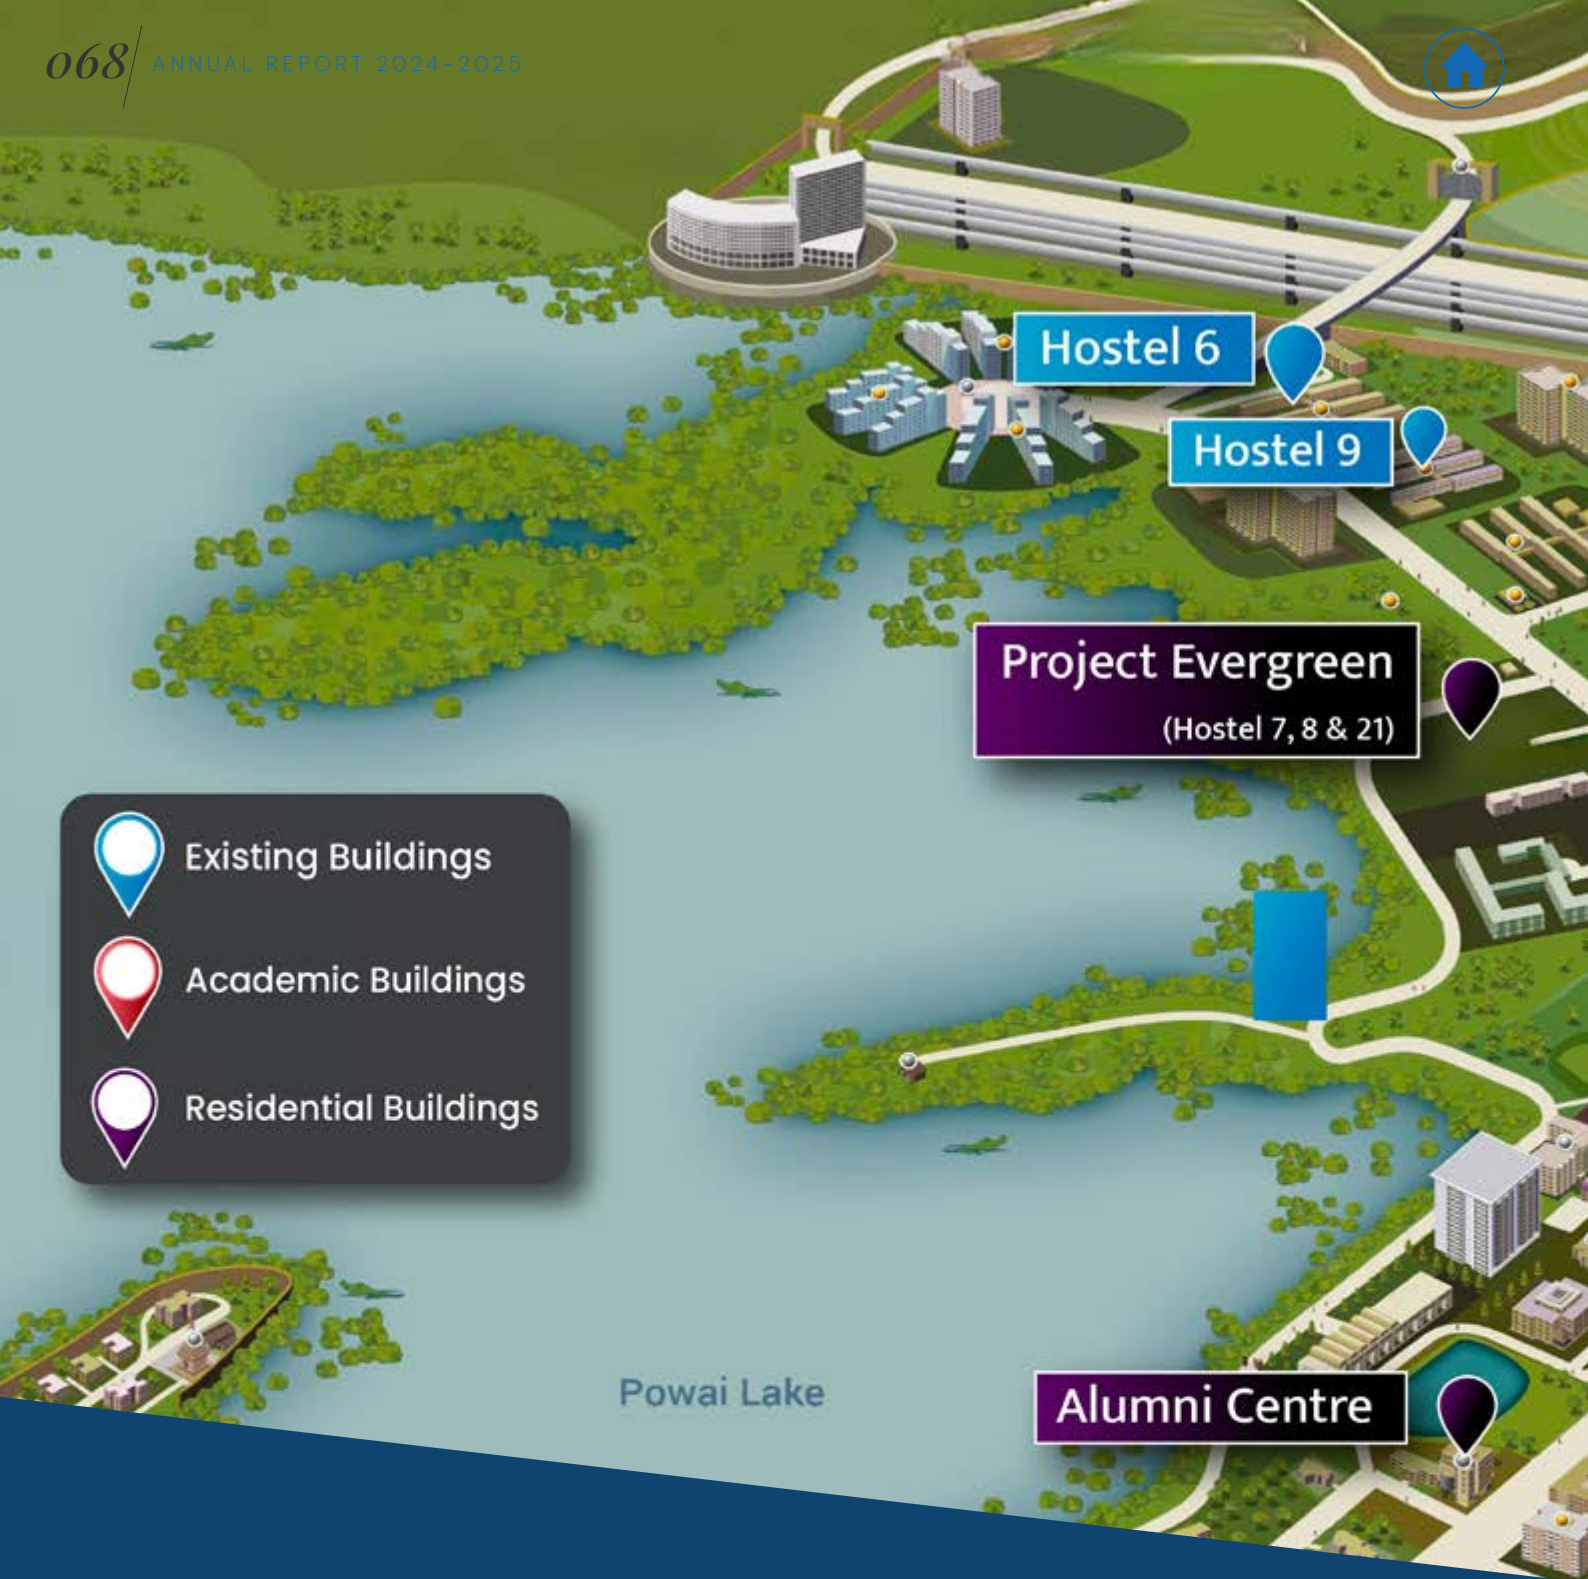 068
ANNUAL REPORT 2024-2025
Hostel 6
Hostel 9
Project Evergreen
(Hostel 7, 8 & 21)
Existing Buildings
Academic Buildings
Residential Buildings
Powai Lake
Alumni Centre